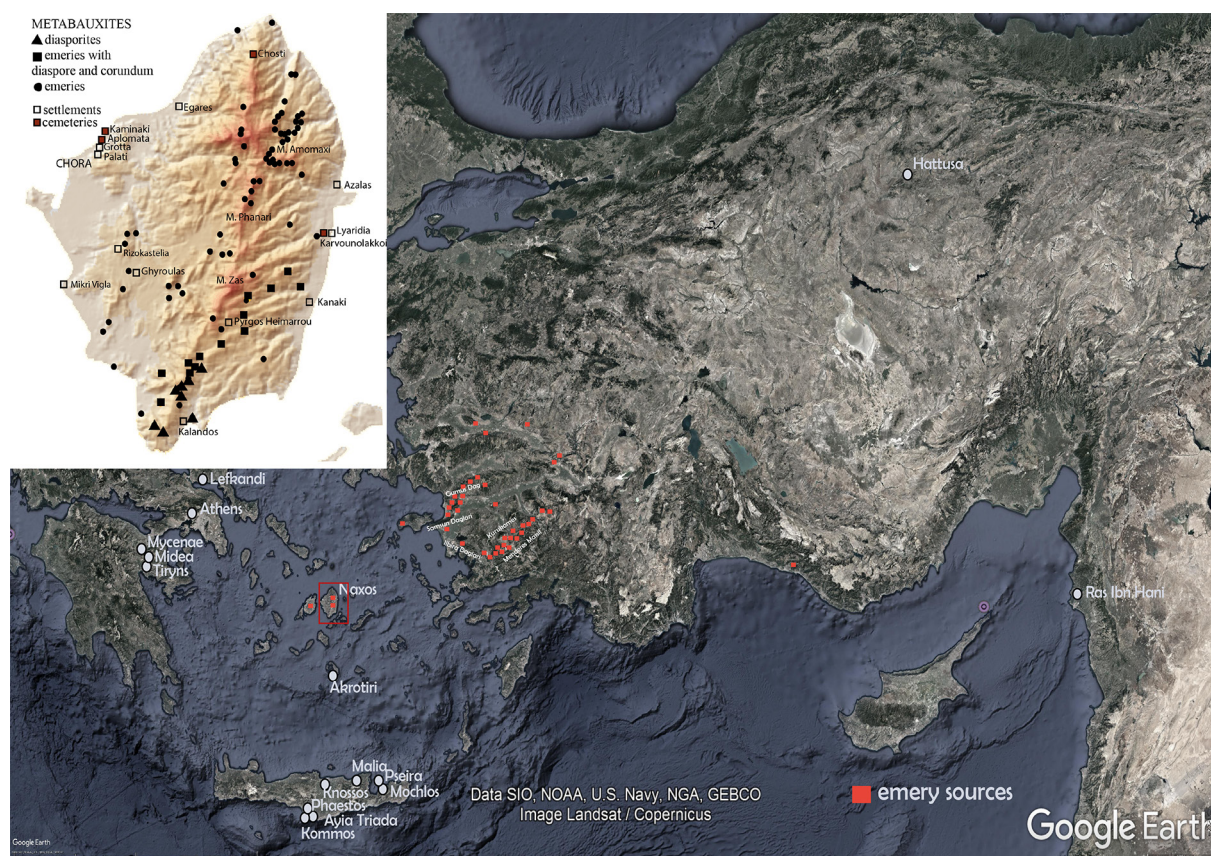 METABAUXITES
diasporites
emeries with
diaspore and corundum
emeries
settlements
cemeteries
Chosti
Egares
Kaminaki
Aplomata
Grotta
Palati
CHORA
M. Amomaxi
Azalas
M. Phanari
Lyaridia
Karvounolakkoi
Rizokastelia
Ghyroulas
M. Zas
Mikri Vigla
Kanaki
Pyrgos Heimarrou
Kalandos
Hattusa
Lefkandi
Athens
Mycenae
Midea
Tiryns
Gumus Dag
Naxos
Ras Ibn Hani
Akrotiri
Malia
Pseira
Knossos
Mochlos
Phaestos
Ayia Triada
Kommos
Data SIO, NOAA, U.S. Navy, NGA, GEBCO
Image Landsat / Copernicus
emery sources
Google Earth
Google Earth